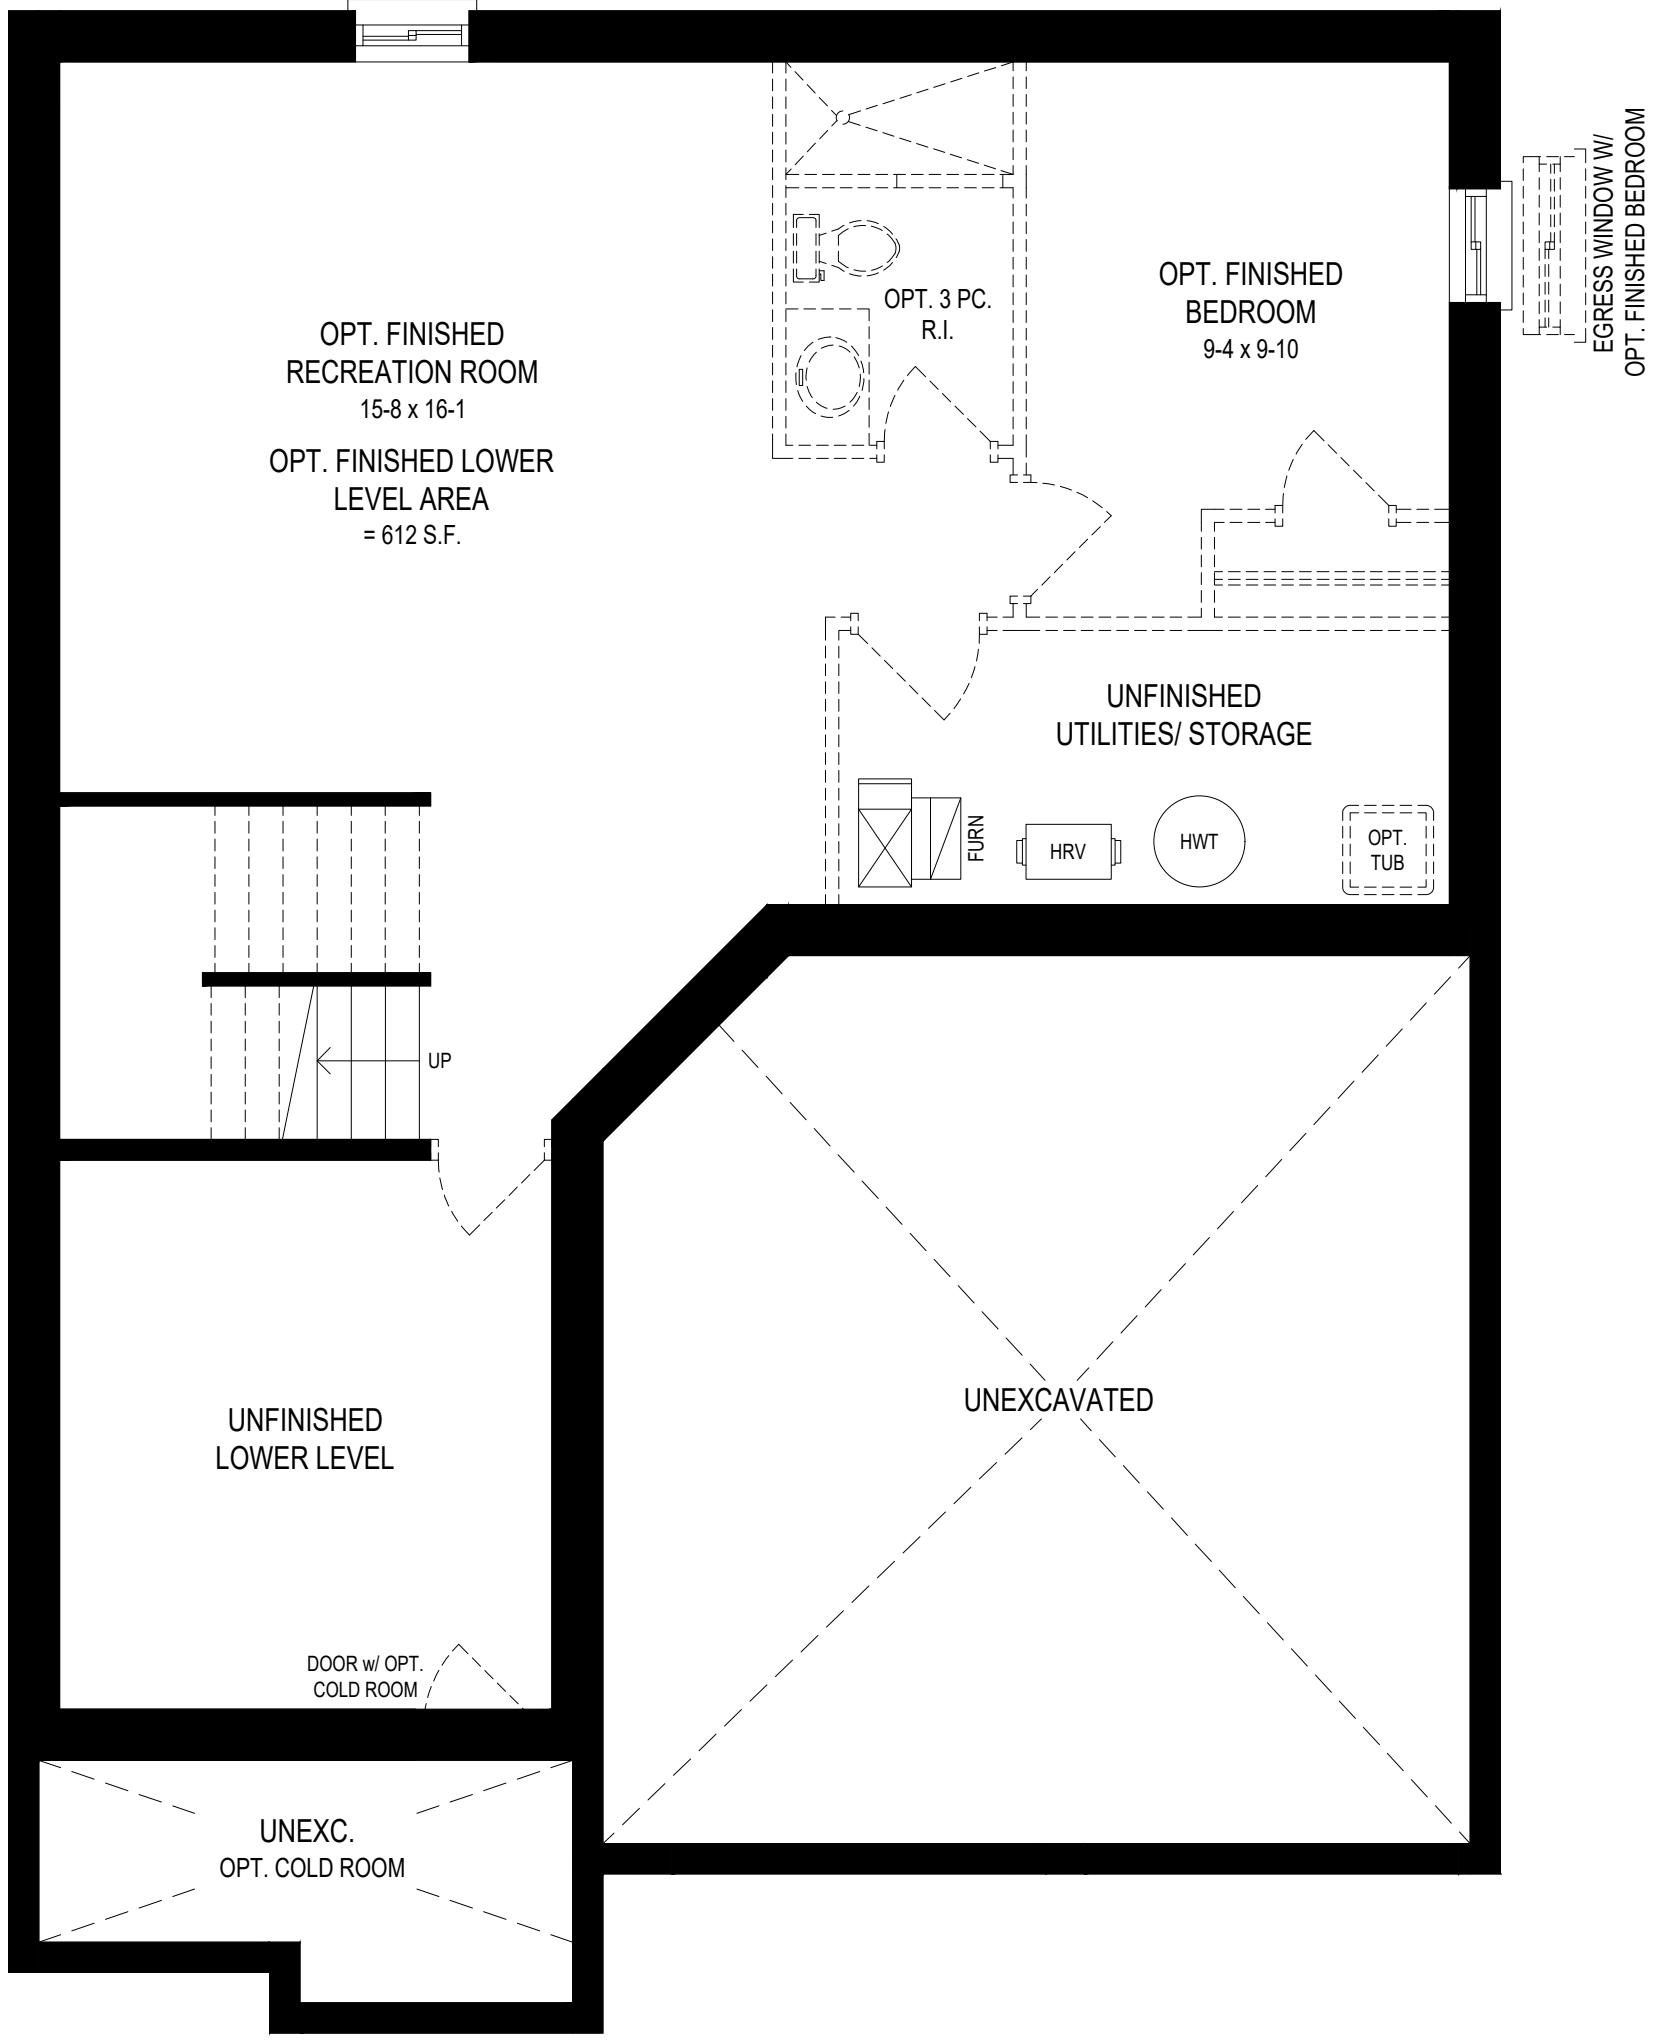 EGRESS WINDOW W/
OPT. FINISHED BEDROOM
OPT. FINISHED
BEDROOM
9-4 x 9-10
OPT. 3 PC.
R.I.
OPT. FINISHED
RECREATION ROOM
15-8 x 16-1
OPT. FINISHED LOWER
LEVEL AREA
= 612 S.F.
UNFINISHED
UTILITIES/ STORAGE
FURN
HRV
HWT
OPT.
TUB
UP
UNEXCAVATED
UNFINISHED
LOWER LEVEL
DOOR w/ OPT.
COLD ROOM
UNEXC.
OPT. COLD ROOM